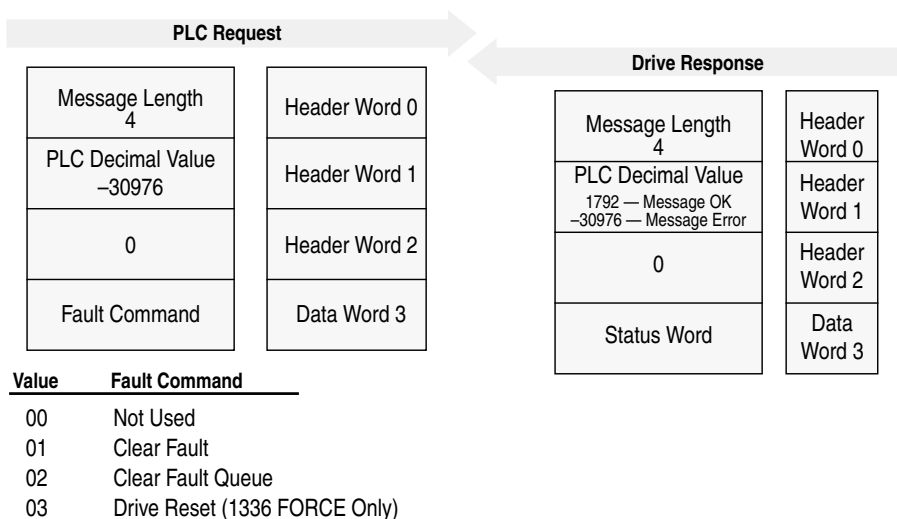 PLC Request
Message Length
4
Header Word 0
PLC Decimal Value
–30976
Header Word 1
0
Header Word 2
Fault Command
Data Word 3
Drive Response
Message Length
4
Header
Word 0
PLC Decimal Value
1792 — Message OK
–30976 — Message Error
Header
Word 1
0
Header
Word 2
Status Word
Data
Word 3
Value Fault Command
00 Not Used
01 Clear Fault
02 Clear Fault Queue
03 Drive Reset (1336 FORCE Only)